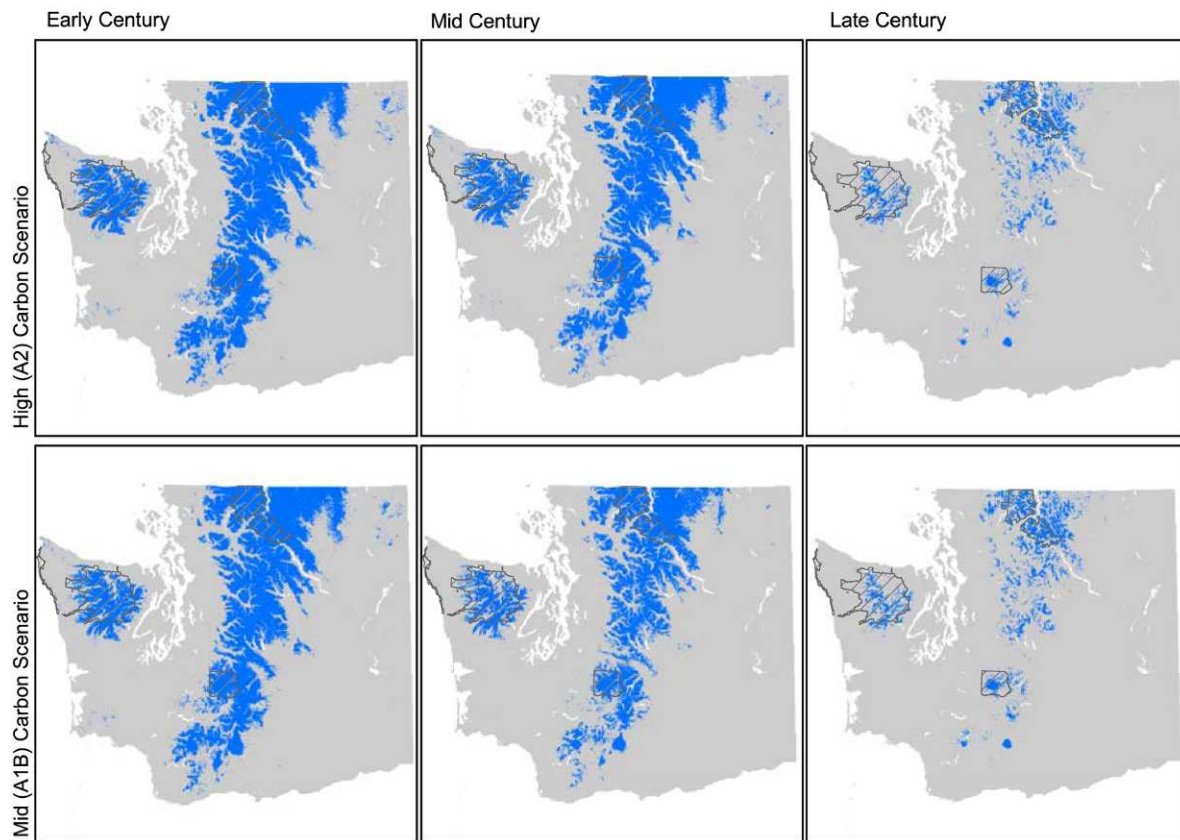 Early Century
Mid Century
Late Century
High (A2) Carbon Scenario
Mid (A1B) Carbon Scenario